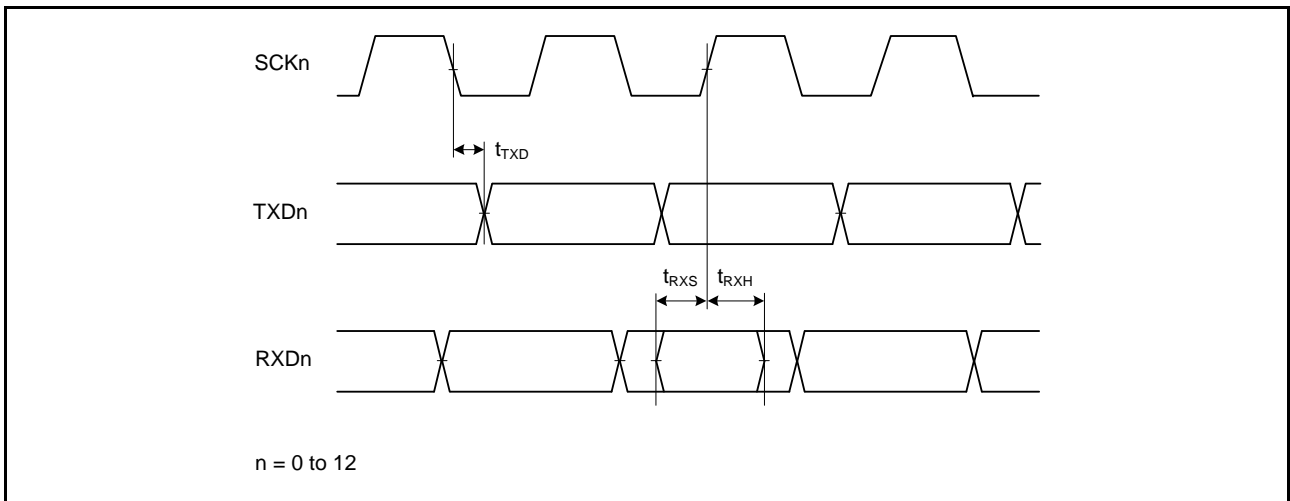 SCKn
tTXD
TXDn
tRXS tRXH
RXDn
n = 0 to 12